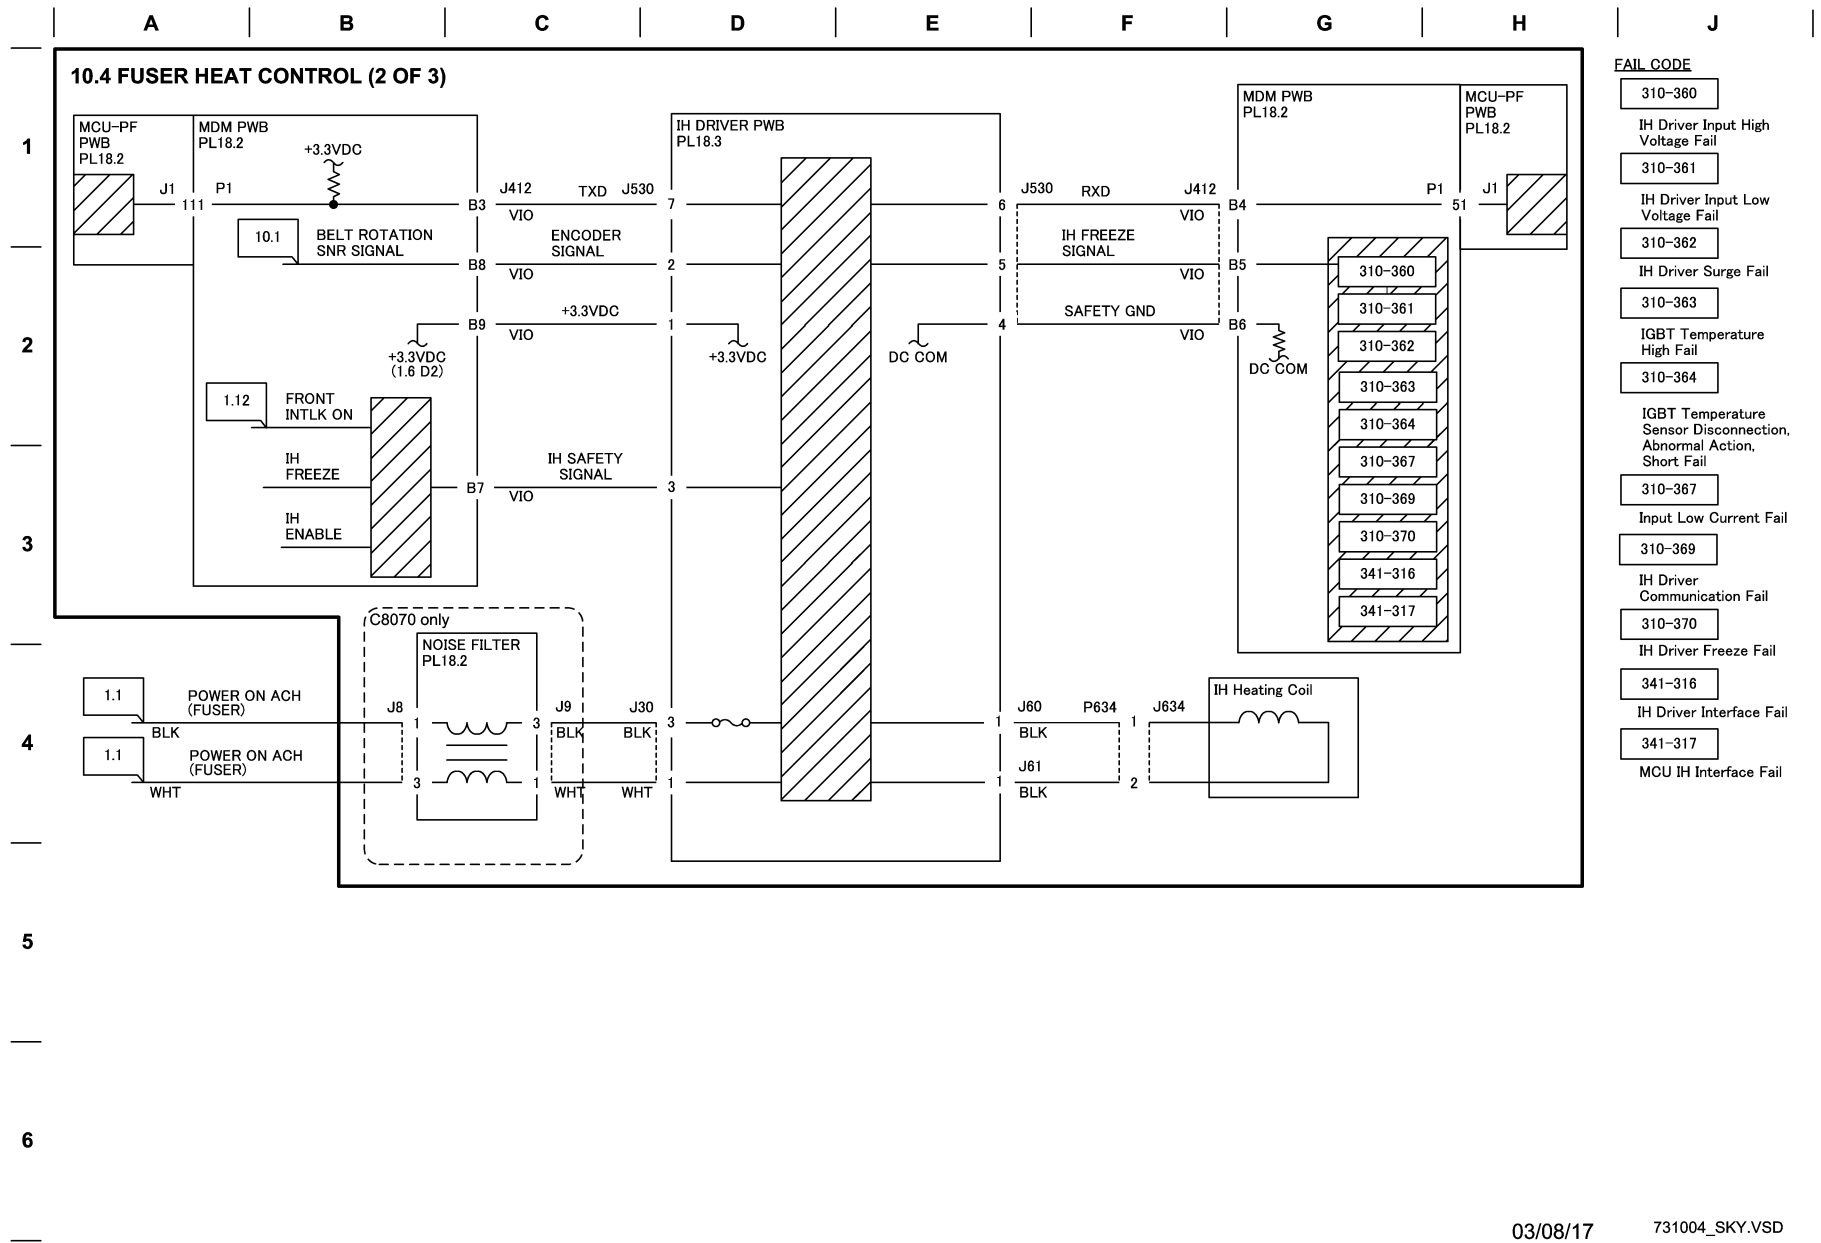 A B C D E F G H J
10.4 FUSER HEAT CONTROL (2 OF 3)
1
2
3
4
5
6
MCU-PF
PWB
PL18.2
J1
111
P1
MDM PWB
PL18.2
+3.3VDC
10.1
BELT ROTATION
SNR SIGNAL
+3.3VDC
(1.6 D2)
1.12
FRONT
INTLK ON
IH
FREEZE
IH
ENABLE
B3
B8
B9
B7
J412
TXD
J530
VIO
ENCODER
SIGNAL
VIO
+3.3VDC
VIO
IH SAFETY
SIGNAL
VIO
IH DRIVER PWB
PL18.3
7
2
1
3
+3.3VDC
DC COM
6
5
4
J530
RXD
J412
VIO
IH FREEZE
SIGNAL
VIO
SAFETY GND
VIO
MDM PWB
PL18.2
B4
B5
B6
DC COM
P1
51
J1
MCU-PF
PWB
PL18.2
310-360
310-361
310-362
310-363
310-364
310-367
310-369
310-370
341-316
341-317
1.1
POWER ON ACH
(FUSER)
BLK
1.1
POWER ON ACH
(FUSER)
WHT
C8070 only
NOISE FILTER
PL18.2
J8
1
3
3
1
J9
BLK
WHT
J30
BLK
WHT
3
1
1
1
J60
BLK
J61
BLK
P634
1
2
J634
IH Heating Coil
FAIL CODE
310-360
IH Driver Input High
Voltage Fail
310-361
IH Driver Input Low
Voltage Fail
310-362
IH Driver Surge Fail
310-363
IGBT Temperature
High Fail
310-364
IGBT Temperature
Sensor Disconnection,
Abnormal Action,
Short Fail
310-367
Input Low Current Fail
310-369
IH Driver
Communication Fail
310-370
IH Driver Freeze Fail
341-316
IH Driver Interface Fail
341-317
MCU IH Interface Fail
03/08/17
731004_SKY.VSD